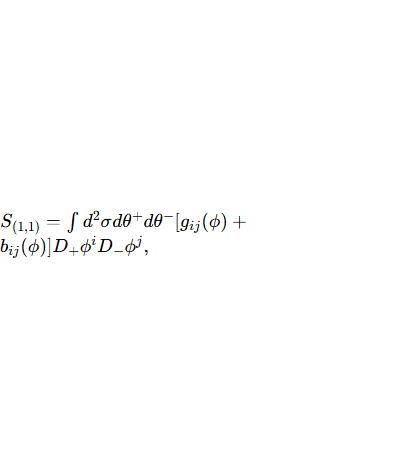 $S_{(1,1)} = \int d^2\sigma d\theta^+ d\theta^- [g_{ij}(\phi) +$
$b_{ij}(\phi)] D_+\phi^i D_-\phi^j,$